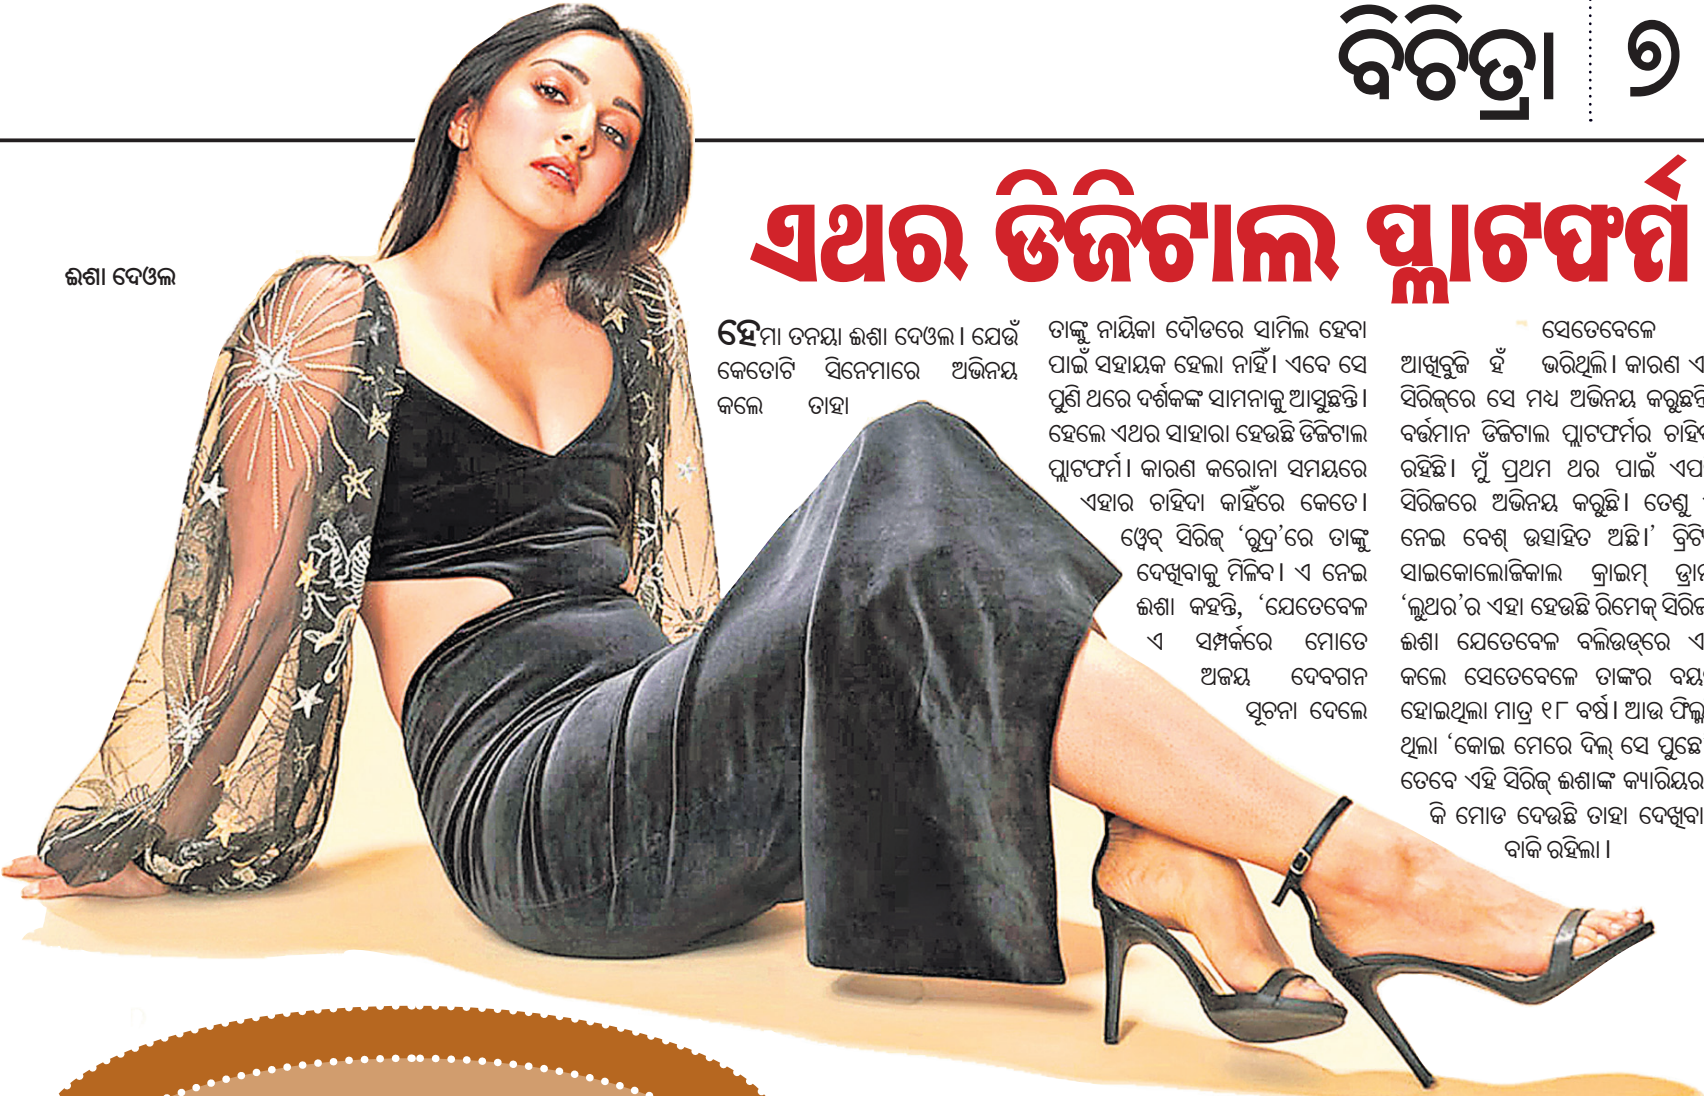 ବିଚିତ୍ରା ୭
ଏଥର ଡିଜିଟାଲ ପ୍ଲାଟଫର୍ମ
ଈଶା ଦେଓଲ
ହେମା ତନୟା ଈଶା ଦେଓଲ। ଯେଉଁ
କେତୋଟି ସିନେମାରେ ଅଭିନୟ
କଲେ ତାହା
ତାଙ୍କୁ ନାୟିକା ଦୌଡରେ ସାମିଲ ହେବା
ପାଇଁ ସହାୟକ ହେଲା ନାହିଁ। ଏବେ ସେ
ପୁଣି ଥରେ ଦର୍ଶକଙ୍କ ସାମନାକୁ ଆସୁଛନ୍ତି।
ହେଲେ ଏଥର ସାହାରା ହେଉଛି ଡିଜିଟାଲ
ପ୍ଲାଟଫର୍ମ। କାରଣ କରୋନା ସମୟରେ
ଏହାର ଚାହିଦା କାହିଁରେ କେତେ।
ୱେବ୍ ସିରିଜ୍ ‘ରୁଦ୍ର’ରେ ତାଙ୍କୁ
ଦେଖିବାକୁ ମିଳିବ। ଏ ନେଇ
ଈଶା କହନ୍ତି, ‘ଯେତେବେଳ
ଏ ସମ୍ପର୍କରେ ମୋତେ
ଅଜୟ ଦେବଗନ
ସୂଚନା ଦେଲେ
ସେତେବେଳେ
ଆଖିବୁଜି ହଁ ଭରିଥିଲି। କାରଣ ଏ
ସିରିଜ୍‌ରେ ସେ ମଧ୍ୟ ଅଭିନୟ କରୁଛନ୍ତି
ବର୍ତ୍ତମାନ ଡିଜିଟାଲ ପ୍ଲାଟଫର୍ମର
ରହିଛି। ମୁଁ ପ୍ରଥମ ଥର ପାଇଁ
ସିରିଜରେ ଅଭିନୟ କରୁଛି। ତେଣୁ
ନେଇ ବେଶ୍ ଉତ୍ସାହିତ ଅଛି।’
ସାଇକୋଲୋଜିକାଲ କ୍ରାଇମ୍
‘ଲୁଥର’ର ଏହା ହେଉଛି ରିମେକ୍
ଈଶା ଯେତେବେଳ ବଲିଉଡ୍‌ରେ
କଲେ ସେତେବେଳେ ତାଙ୍କର
ହୋଇଥିଲା ମାତ୍ର ୧୮ ବର୍ଷ। ଆଉ
ଥିଲା ‘କୋଇ ମେରେ ଦିଲ୍ ସେ ପୁଛେ
ତେବେ ଏହି ସିରିଜ୍ ଈଶାଙ୍କ କ୍ୟାରିୟର
କି ମୋଡ ଦେଉଛି ତାହା ଦେଖିବା
ବାକି ରହିଲା।